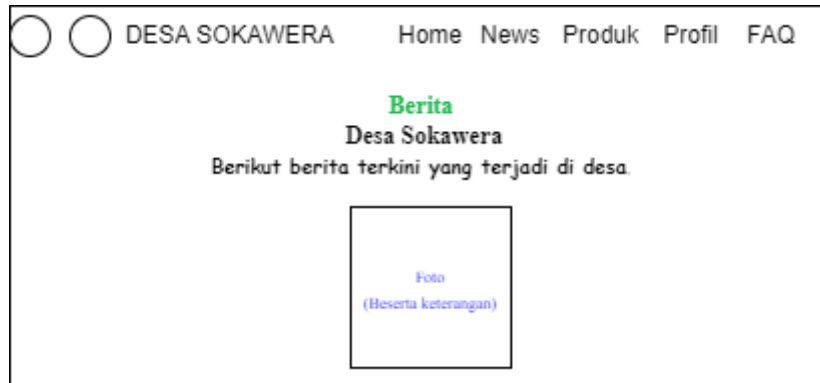 DESA SOKAWERA Home News Produk Profil FAQ
Berita
Desa Sokawera
Berikut berita terkini yang terjadi di desa.
Foto
(Beserta keterangan)